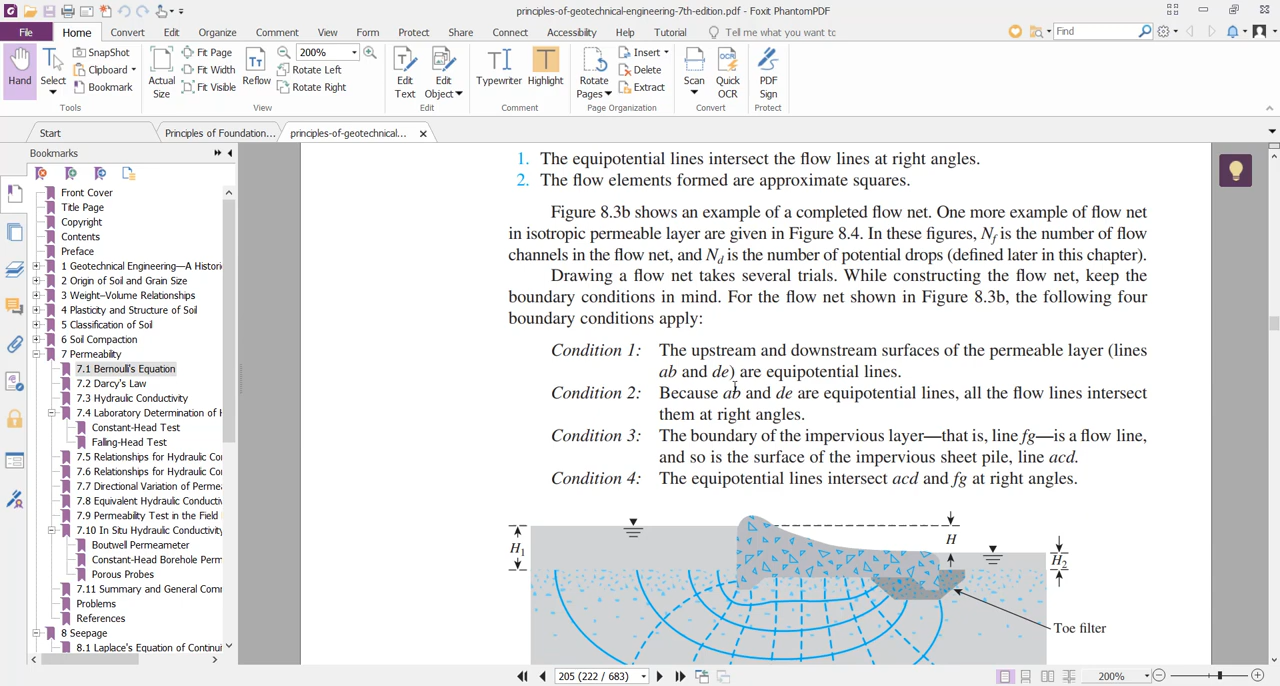 principles-of-geotechnical-engineering-7th-edition.pdf - Foxit PhantomPDF
File Home Convert Edit Organize Comment View Form Protect Share Connect Accessibility Help Tutorial Tell me what you want tc Find
Hand
Select
SnapShot
Clipboard
Bookmark
Tools
Actual Size
Fit Page
Fit Width
Fit Visible
Reflow
200%
Rotate Left
Rotate Right
View
Edit Text
Edit Object
Edit
Typewriter
Highlight
Comment
Rotate Pages
Insert
Delete
Extract
Page Organization
Scan
Quick OCR
Convert
PDF Sign
Protect
Start
Principles of Foundation...
principles-of-geotechnical...
Bookmarks
Front Cover
Title Page
Copyright
Contents
Preface
1 Geotechnical Engineering—A Histori
2 Origin of Soil and Grain Size
3 Weight–Volume Relationships
4 Plasticity and Structure of Soil
5 Classification of Soil
6 Soil Compaction
7 Permeability
7.1 Bernoulli's Equation
7.2 Darcy's Law
7.3 Hydraulic Conductivity
7.4 Laboratory Determination of H
Constant-Head Test
Falling-Head Test
7.5 Relationships for Hydraulic Cor
7.6 Relationships for Hydraulic Cor
7.7 Directional Variation of Perme
7.8 Equivalent Hydraulic Conductiv
7.9 Permeability Test in the Field
7.10 In Situ Hydraulic Conductivity
Boutwell Permeameter
Constant-Head Borehole Perm
Porous Probes
7.11 Summary and General Comm
Problems
References
8 Seepage
8.1 Laplace's Equation of Continui
1. The equipotential lines intersect the flow lines at right angles.
2. The flow elements formed are approximate squares.
Figure 8.3b shows an example of a completed flow net. One more example of flow net
in isotropic permeable layer are given in Figure 8.4. In these figures, Nf is the number of flow
channels in the flow net, and Nd is the number of potential drops (defined later in this chapter).
Drawing a flow net takes several trials. While constructing the flow net, keep the
boundary conditions in mind. For the flow net shown in Figure 8.3b, the following four
boundary conditions apply:
Condition 1: The upstream and downstream surfaces of the permeable layer (lines
ab and de) are equipotential lines.
Condition 2: Because ab and de are equipotential lines, all the flow lines intersect
them at right angles.
Condition 3: The boundary of the impervious layer—that is, line fg—is a flow line,
and so is the surface of the impervious sheet pile, line acd.
Condition 4: The equipotential lines intersect acd and fg at right angles.
H1
H
H2
Toe filter
205 (222 / 683)
200%